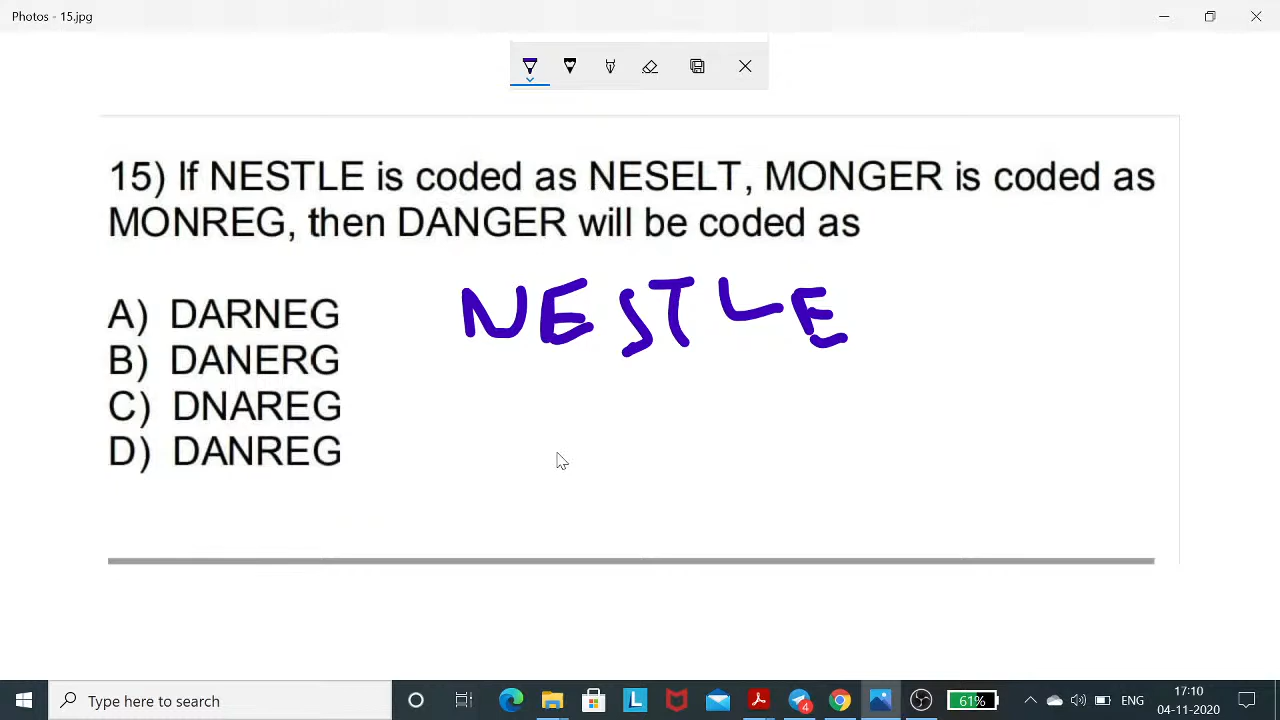 Photos - 15.jpg
15) If NESTLE is coded as NESELT, MONGER is coded as
MONREG, then DANGER will be coded as
NESTLE
A) DARNEG
B) DANERG
C) DNAREG
D) DANREG
Type here to search
L
4
61%
ENG
17:10
04-11-2020